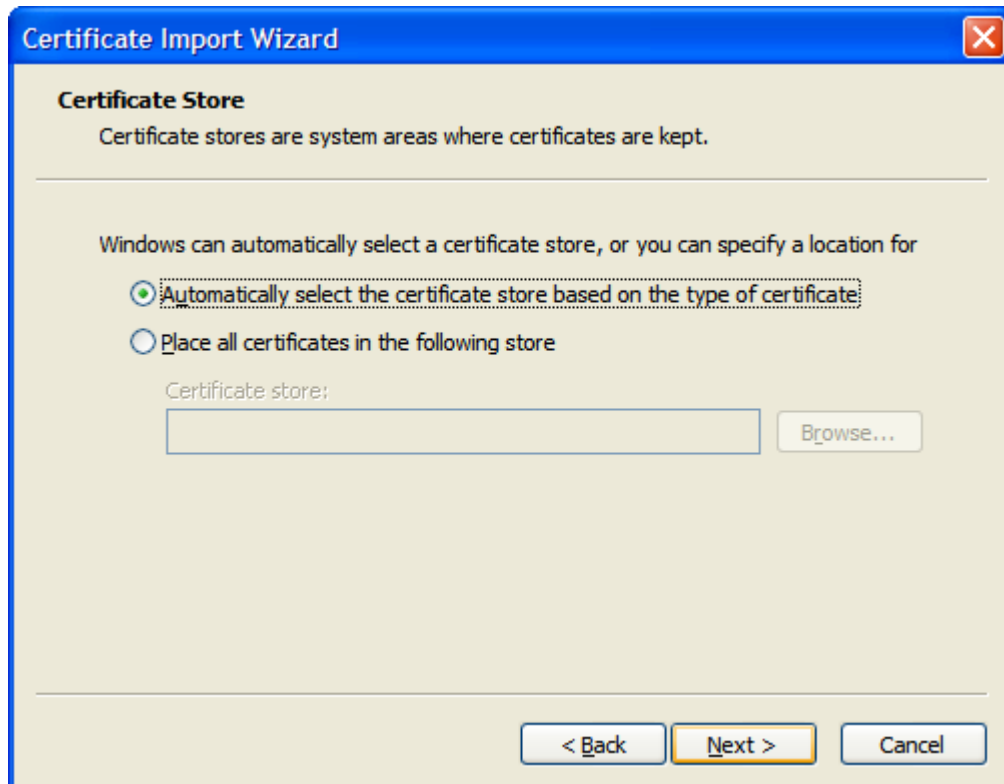 Certificate Import Wizard
Certificate Store
Certificate stores are system areas where certificates are kept.
Windows can automatically select a certificate store, or you can specify a location for
Automatically select the certificate store based on the type of certificate
Place all certificates in the following store
Certificate store:
Browse...
< Back Next > Cancel